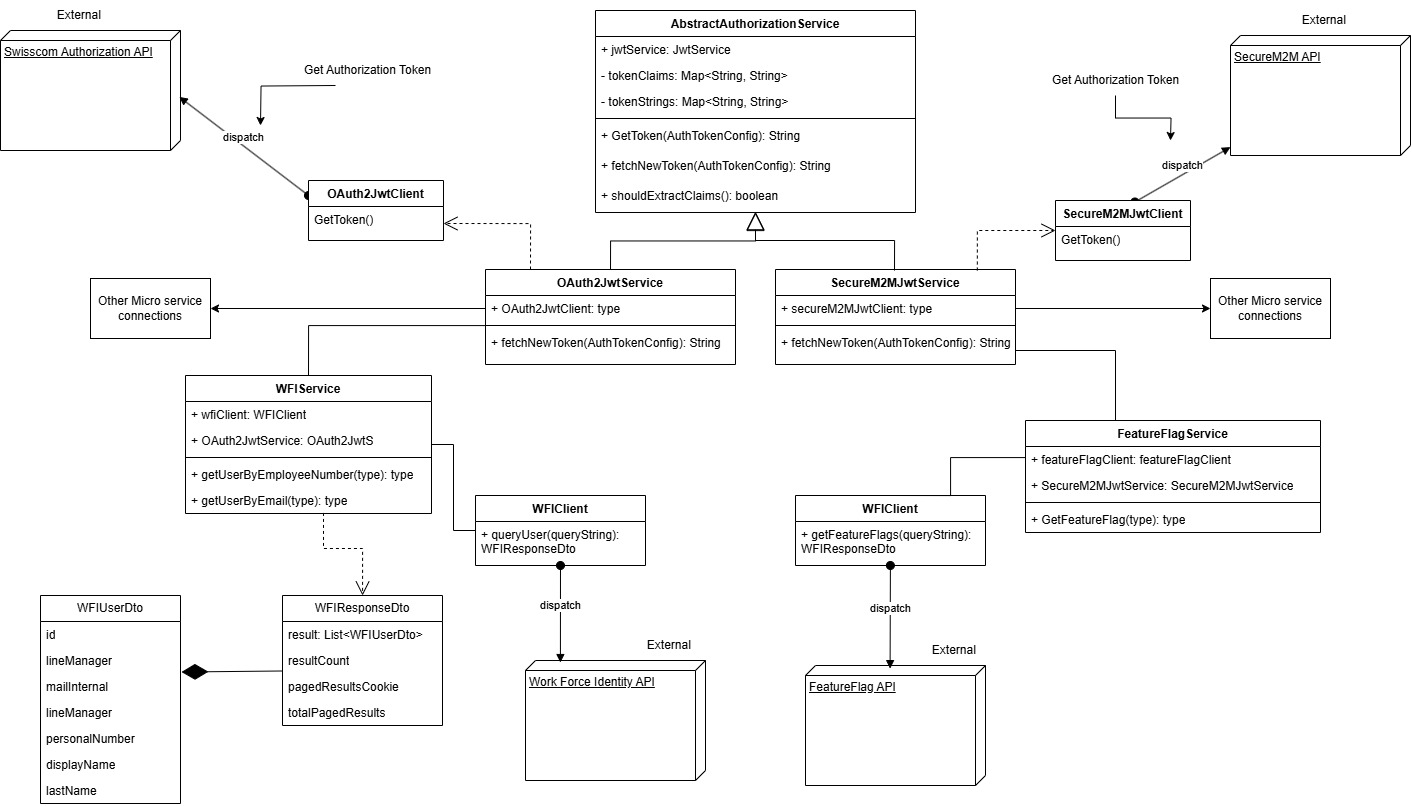 External
Swisscom Authorization API
Get Authorization Token
dispatch
OAuth2JwtClient
GetToken()
AbstractAuthorizationService
+ jwtService: JwtService
- tokenClaims: Map<String, String>
- tokenStrings: Map<String, String>
+ GetToken(AuthTokenConfig): String
+ fetchNewToken(AuthTokenConfig): String
+ shouldExtractClaims(): boolean
External
SecureM2M API
Get Authorization Token
dispatch
SecureM2MJwtClient
GetToken()
Other Micro service
connections
OAuth2JwtService
+ OAuth2JwtClient: type
+ fetchNewToken(AuthTokenConfig): String
SecureM2MJwtService
+ secureM2MJwtClient: type
+ fetchNewToken(AuthTokenConfig): String
Other Micro service
connections
WFIService
+ wfiClient: WFIClient
+ OAuth2JwtService: OAuth2JwtS
+ getUserByEmployeeNumber(type): type
+ getUserByEmail(type): type
FeatureFlagService
+ featureFlagClient: featureFlagClient
+ SecureM2MJwtService: SecureM2MJwtService
+ GetFeatureFlag(type): type
WFIClient
+ queryUser(queryString):
WFIResponseDto
dispatch
WFIClient
+ getFeatureFlags(queryString):
WFIResponseDto
dispatch
WFIUserDto
id
lineManager
mailInternal
lineManager
personalNumber
displayName
lastName
WFIResponseDto
result: List<WFIUserDto>
resultCount
pagedResultsCookie
totalPagedResults
External
Work Force Identity API
External
FeatureFlag API